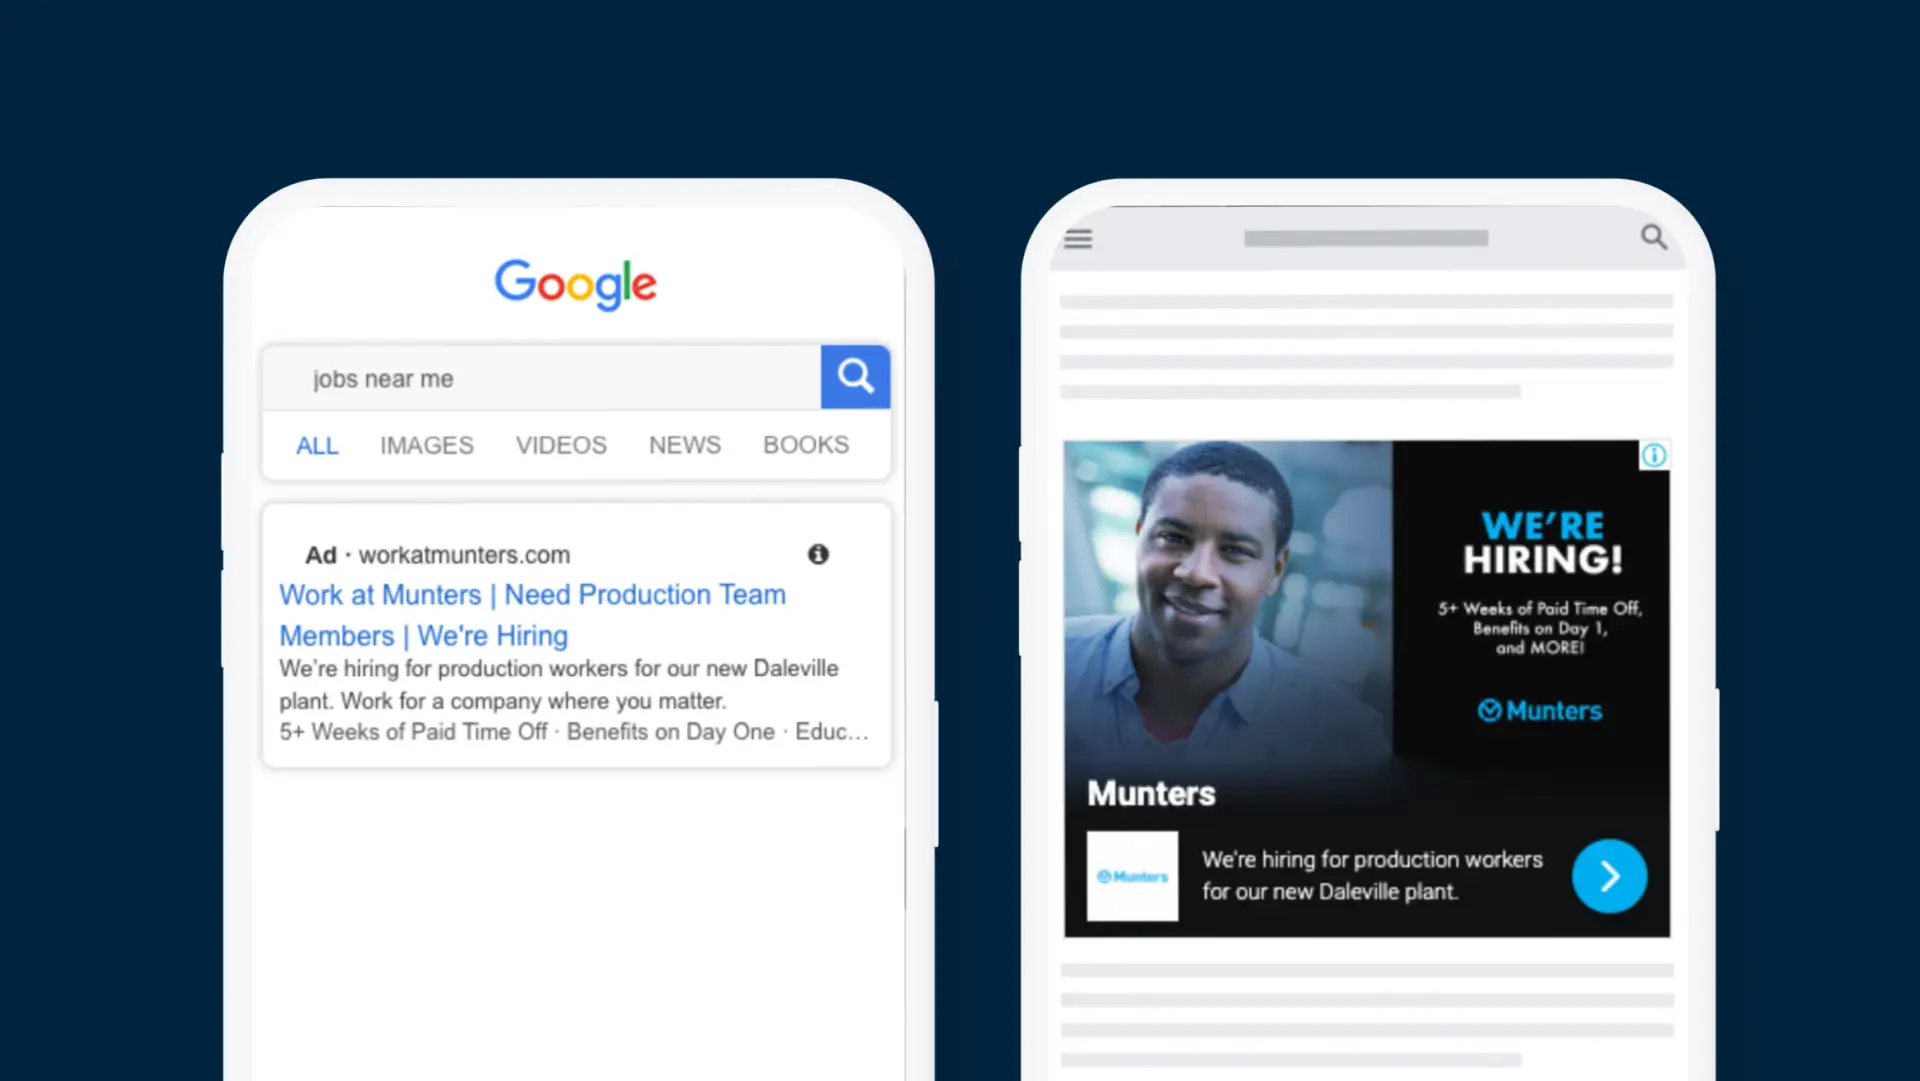 Google
jobs near me
ALL IMAGES VIDEOS NEWS BOOKS
Ad · workatmunters.com
Work at Munters | Need Production Team
Members | We're Hiring
We're hiring for production workers for our new Daleville
plant. Work for a company where you matter.
5+ Weeks of Paid Time Off · Benefits on Day One · Educ...
WE'RE
HIRING!
5+ Weeks of Paid Time Off,
Benefits on Day 1,
and MORE!
Munters
Munters
Munters
We're hiring for production workers
for our new Daleville plant.